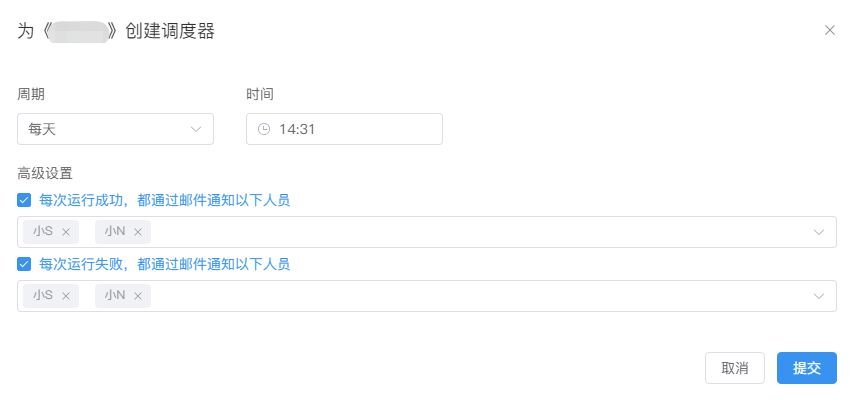 为《》创建调度器
周期 时间
每天 14:31
高级设置
每次运行成功，都通过邮件通知以下人员
小S 小N
每次运行失败，都通过邮件通知以下人员
小S 小N
取消 提交